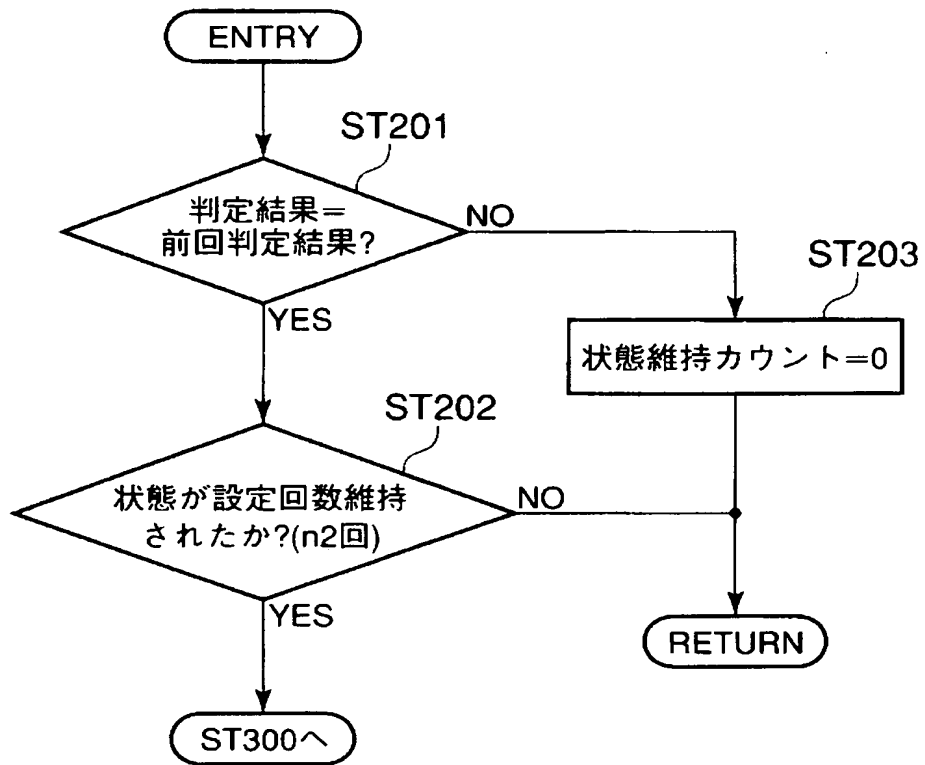 ENTRY
ST201
判定結果=
前回判定結果?
NO
YES
ST203
状態維持カウント=0
ST202
状態が設定回数維持
されたか?(n2回)
NO
YES
RETURN
ST300へ